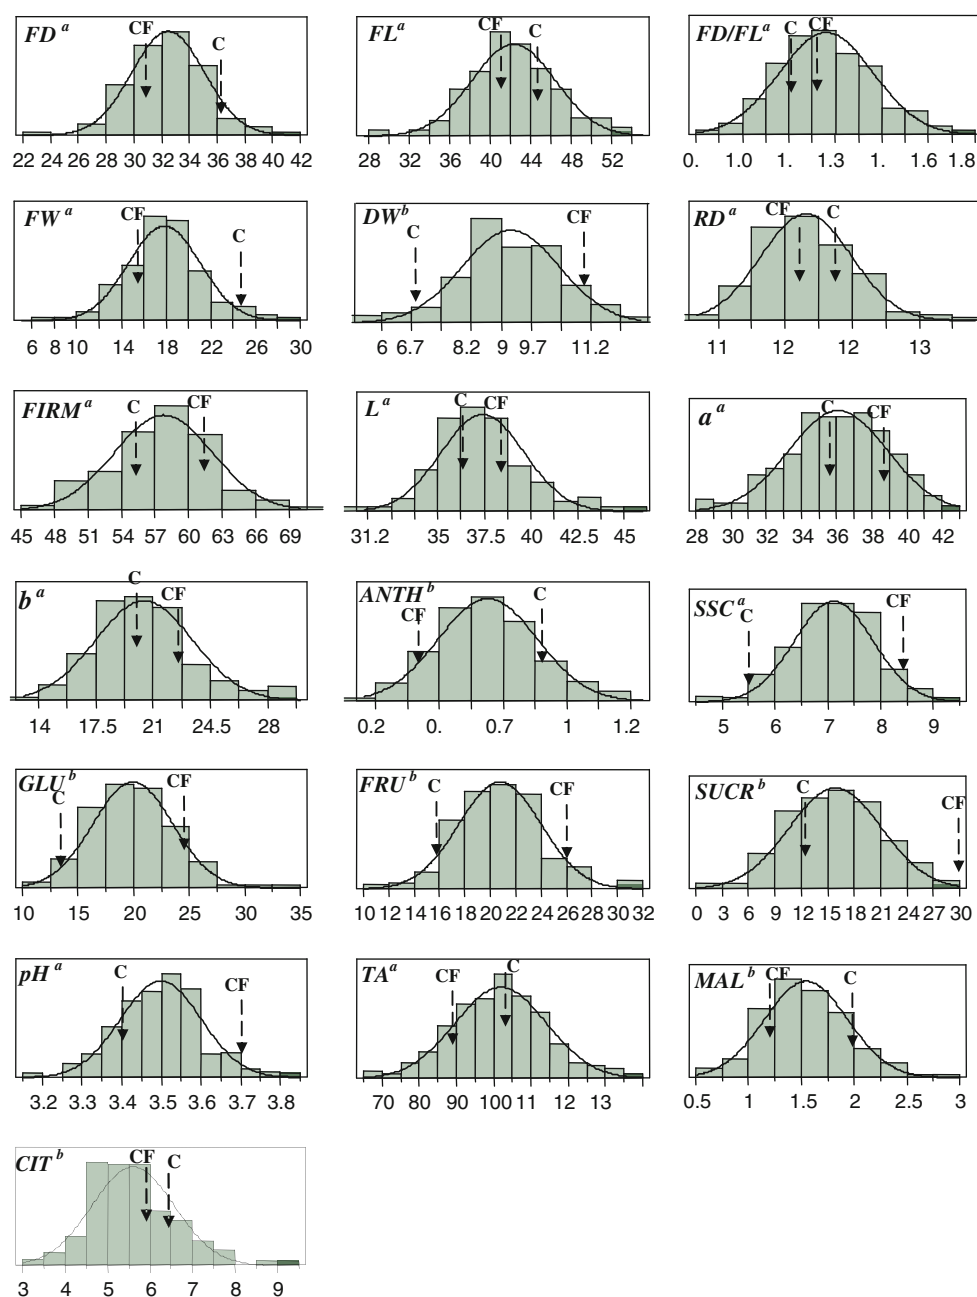 FD a CF C
22 24 26 28 30 32 34 36 38 40 42
FL a CF C
28 32 36 40 44 48 52
FD/FL a C CF
0. 1.0 1. 1.3 1. 1.6 1.8
FW a CF C
6 8 10 14 18 22 26 30
DW b C CF
6 6.7 8.2 9 9.7 11.2
RD a CF C
11 12 12 13
FIRM a C CF
45 48 51 54 57 60 63 66 69
L a C CF
31.2 35 37.5 40 42.5 45
a a C CF
28 30 32 34 36 38 40 42
b a C CF
14 17.5 21 24.5 28
ANTH b CF C
0.2 0. 0.7 1 1.2
SSC a C CF
5 6 7 8 9
GLU b C CF
10 15 20 25 30 35
FRU b C CF
10 12 14 16 18 20 22 24 26 28 30 32
SUCR b C CF
0 3 6 9 12 15 18 21 24 27 30
pH a C CF
3.2 3.3 3.4 3.5 3.6 3.7 3.8
TA a CF C
70 80 90 100 11 12 13
MAL b CF C
0.5 1 1.5 2 2.5 3
CIT b CF C
3 4 5 6 7 8 9